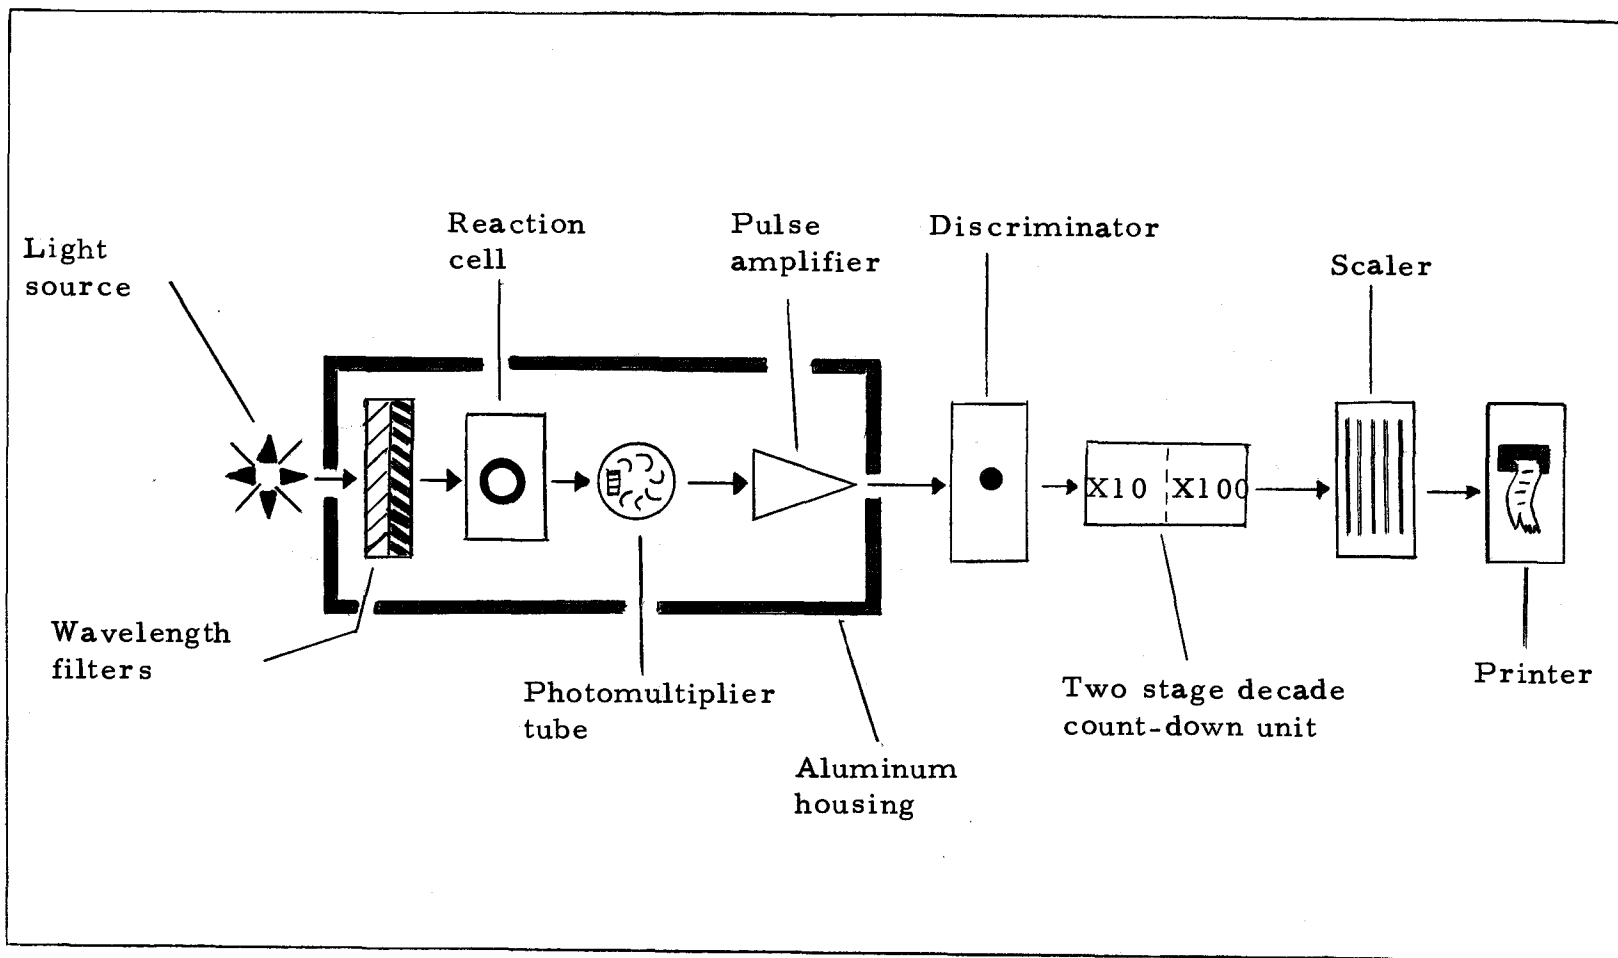 Light
source
Reaction
cell
Pulse
amplifier
Discriminator
Scaler
X10 X100
Wavelength
filters
Photomultiplier
tube
Aluminum
housing
Two stage decade
count-down unit
Printer